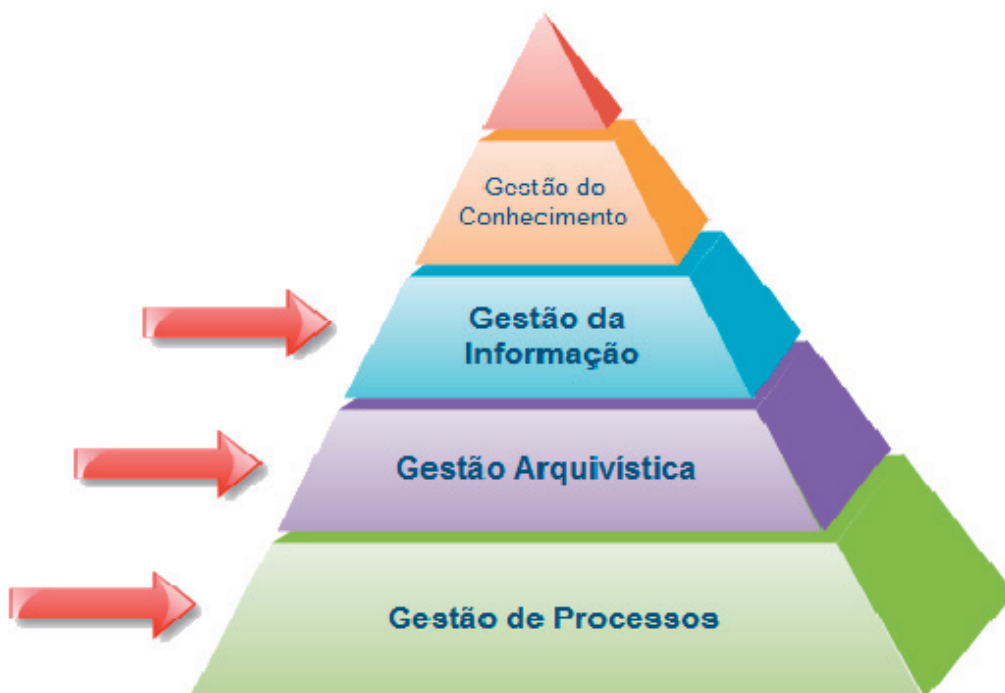 Gestão do
Conhecimento
Gestão da
Informação
Gestão Arquivística
Gestão de Processos